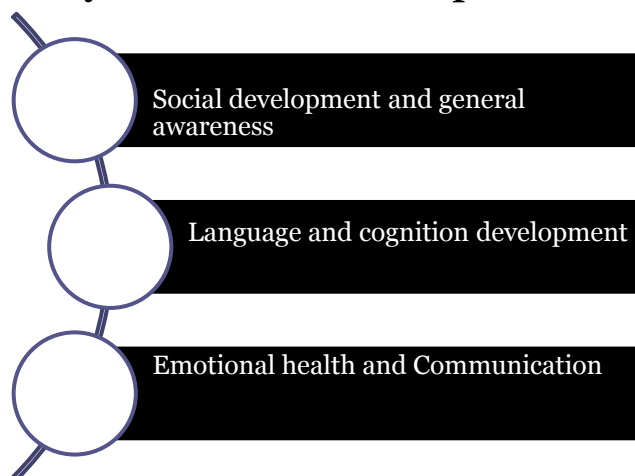 Social development and general
awareness
Language and cognition development
Emotional health and Communication